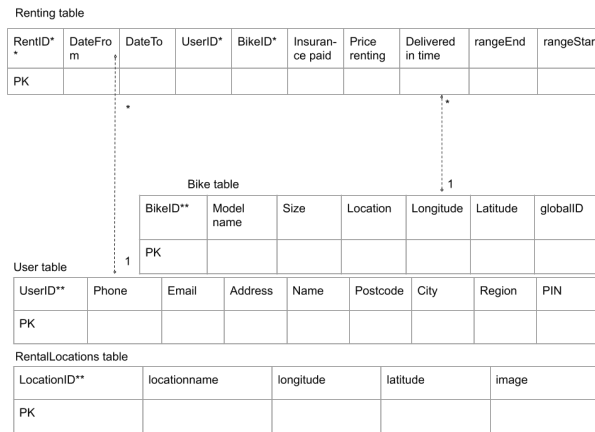 Renting table
RentID** DateFrom DateTo UserID* BikeID* Insuran-ce paid Price renting Delivered in time rangeEnd rangeStar
PK
* *
1
Bike table
BikeID** Model name Size Location Longitude Latitude globalID
PK
1
User table
UserID** Phone Email Address Name Postcode City Region PIN
PK
RentalLocations table
LocationID** locationname longitude latitude image
PK